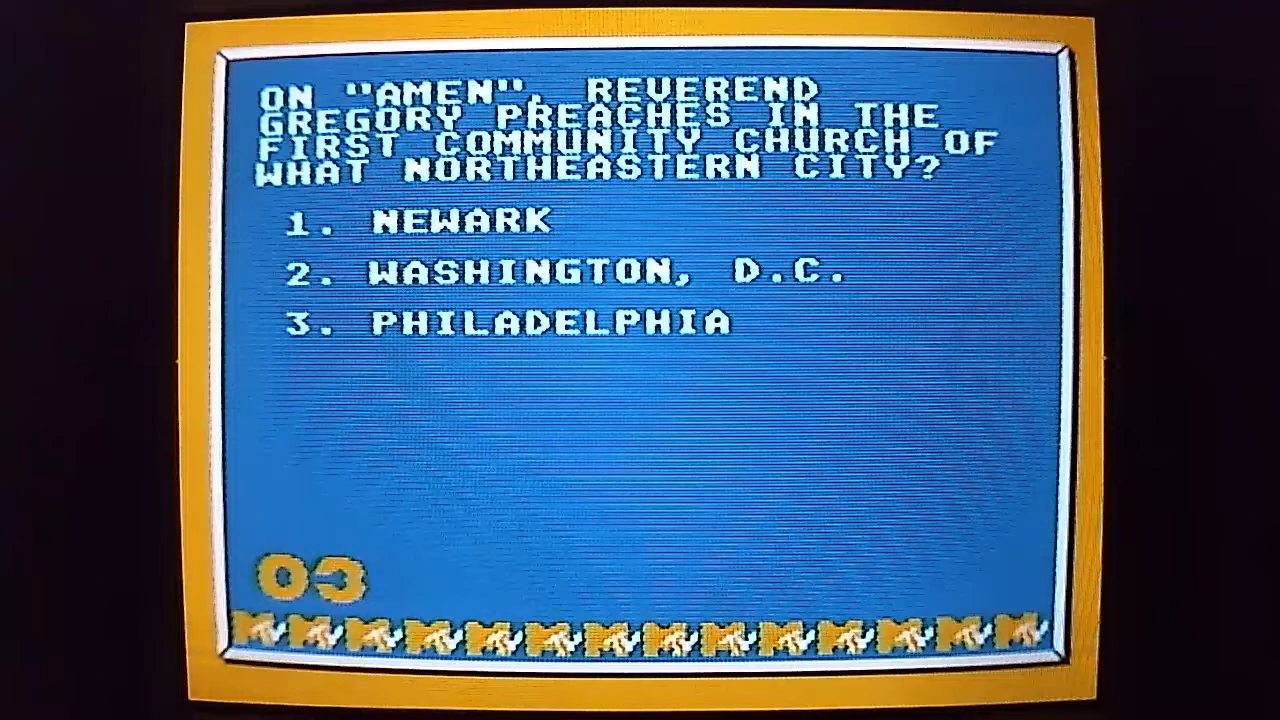 ON "AMEN", REVEREND
GREGORY PREACHES IN THE
FIRST COMMUNITY CHURCH OF
WHAT NORTHEASTERN CITY?
1. NEWARK
2. WASHINGTON, D.C.
3. PHILADELPHIA
03